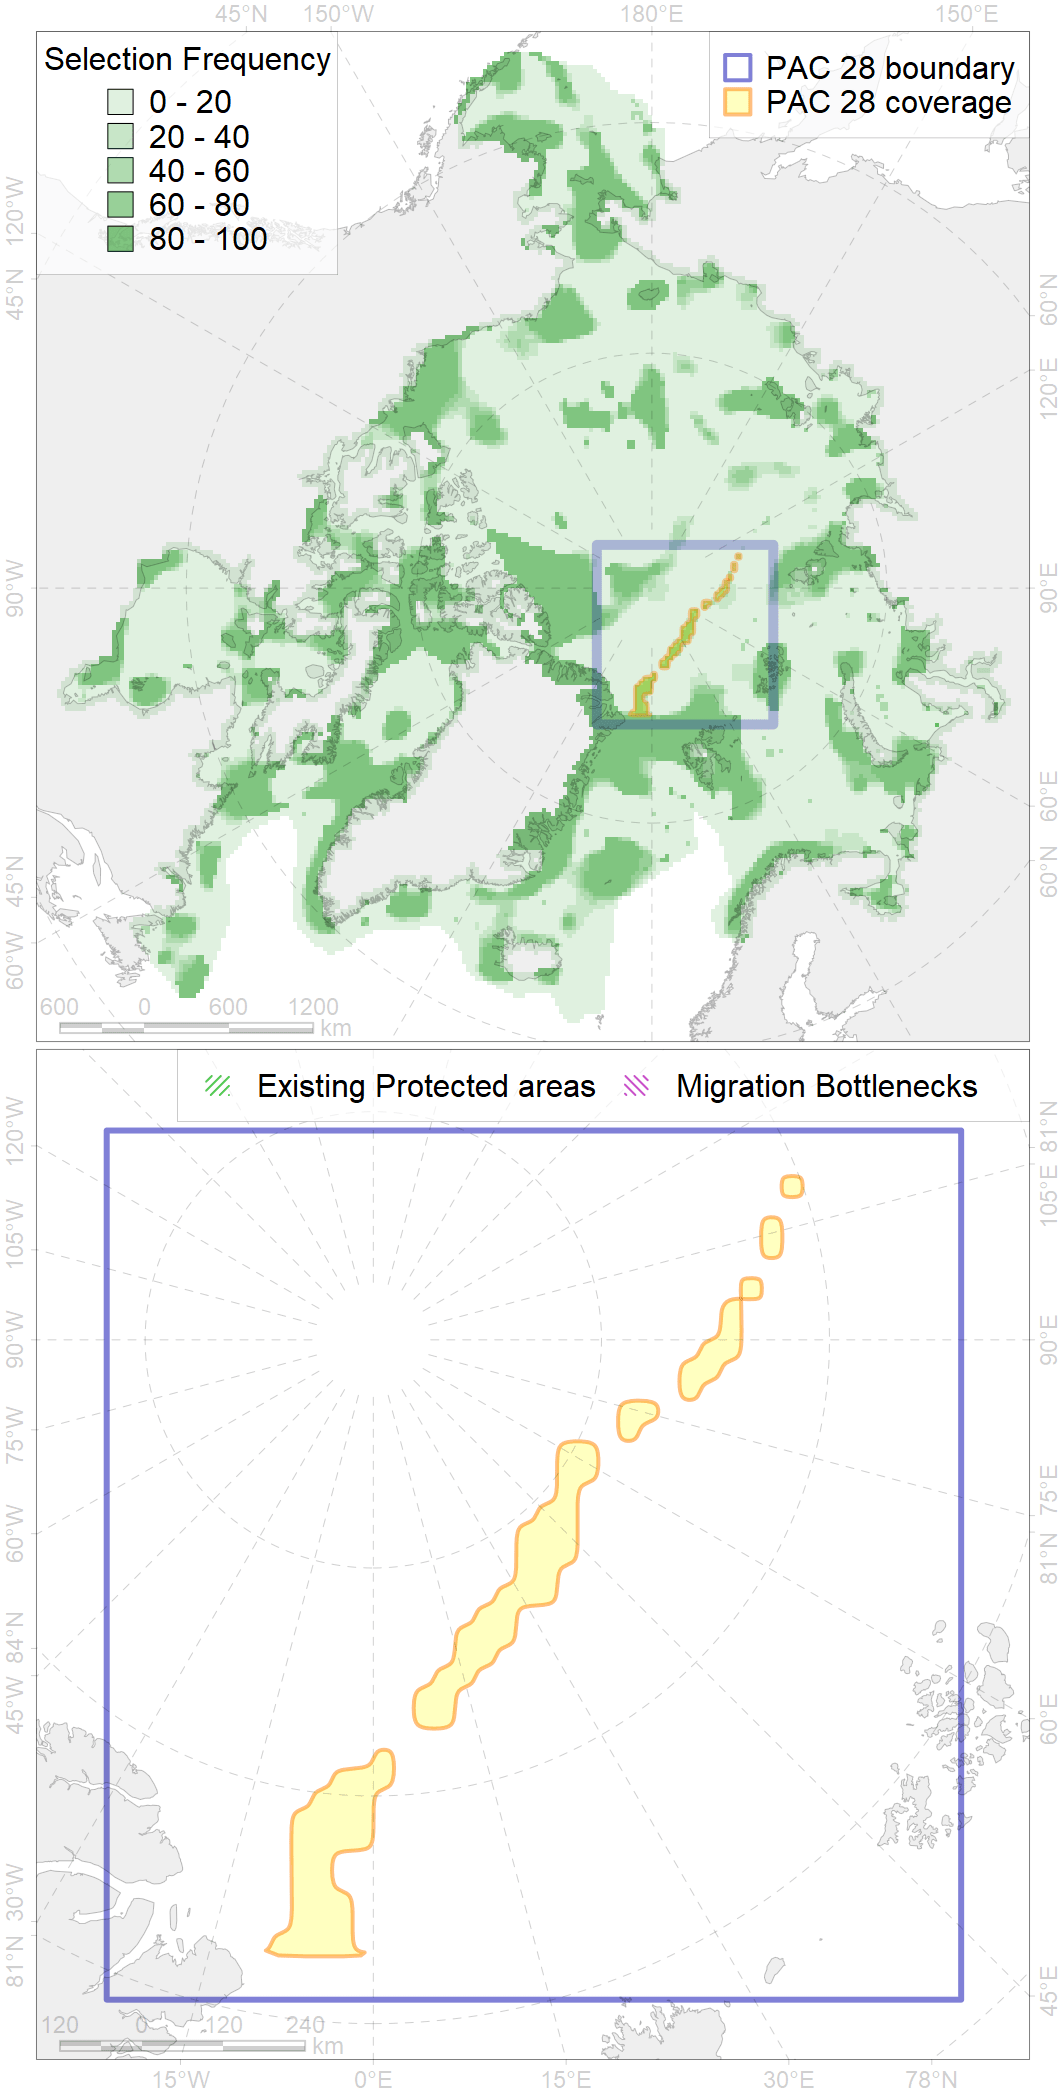 45°N 150°W 180°E 150°E
Selection Frequency
0 - 20
20 - 40
40 - 60
60 - 80
80 - 100
PAC 28 boundary
PAC 28 coverage
120°W
45°N
90°W
45°N
60°W
60°N
120°E
90°E
60°E
60°N
600 0 600 1200
km
Existing Protected areas Migration Bottlenecks
120°W
105°W
90°W
75°W
60°W
84°N
45°W
30°W
81°N
81°N
105°E
90°E
75°E
81°N
60°E
45°E
120 0 120 240
km
15°W 0°E 15°E 30°E 78°N